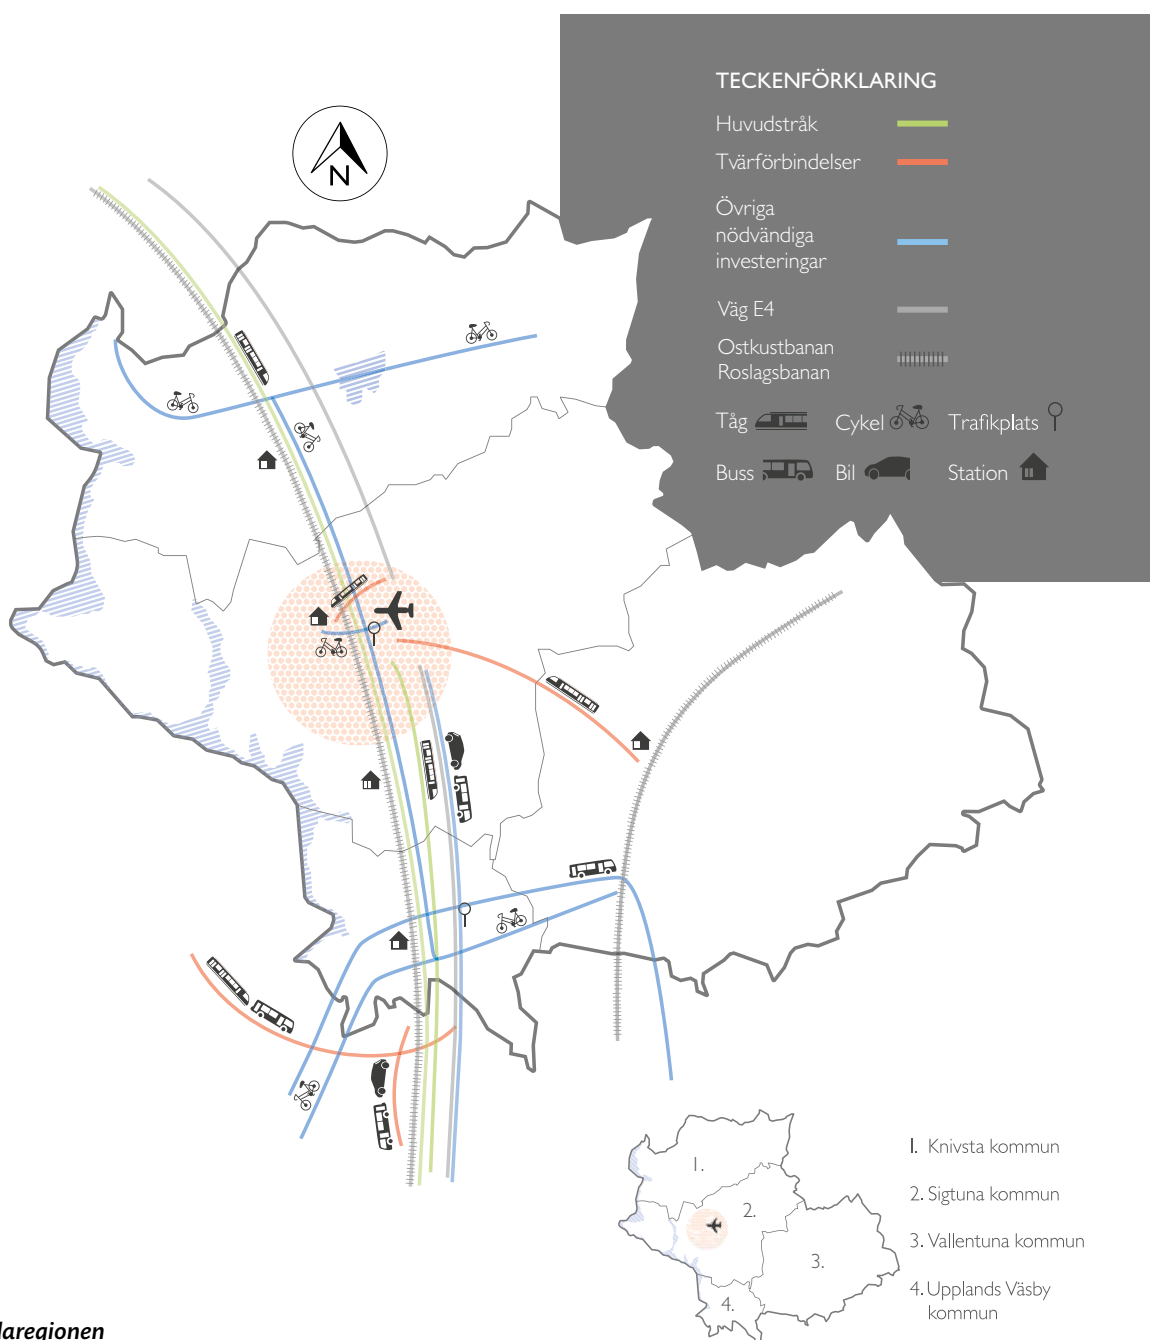 TECKENFÖRKLARING
Huvudstråk
Tvärförbindelser
Övriga
nödvändiga
investeringar
Väg E4
Ostkustbanan
Roslagsbanan
Tåg Cykel Trafikplats
Buss Bil Station
N
1.
2.
3.
4.
1. Knivsta kommun
2. Sigtuna kommun
3. Vallentuna kommun
4. Upplands Väsby
kommun